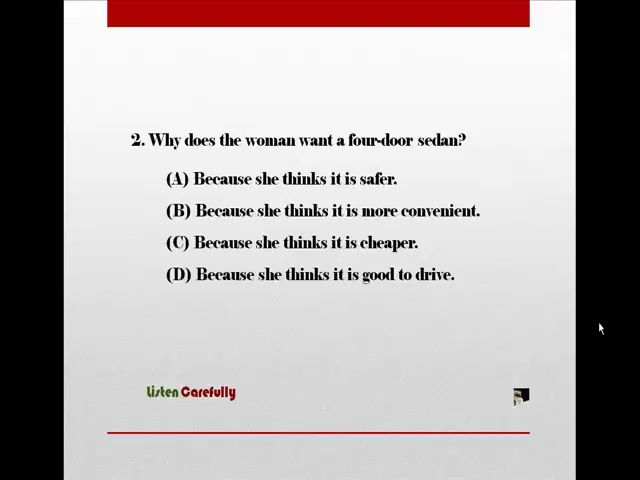 2. Why does the woman want a four-door sedan?
(A) Because she thinks it is safer.
(B) Because she thinks it is more convenient.
(C) Because she thinks it is cheaper.
(D) Because she thinks it is good to drive.
Listen Carefully